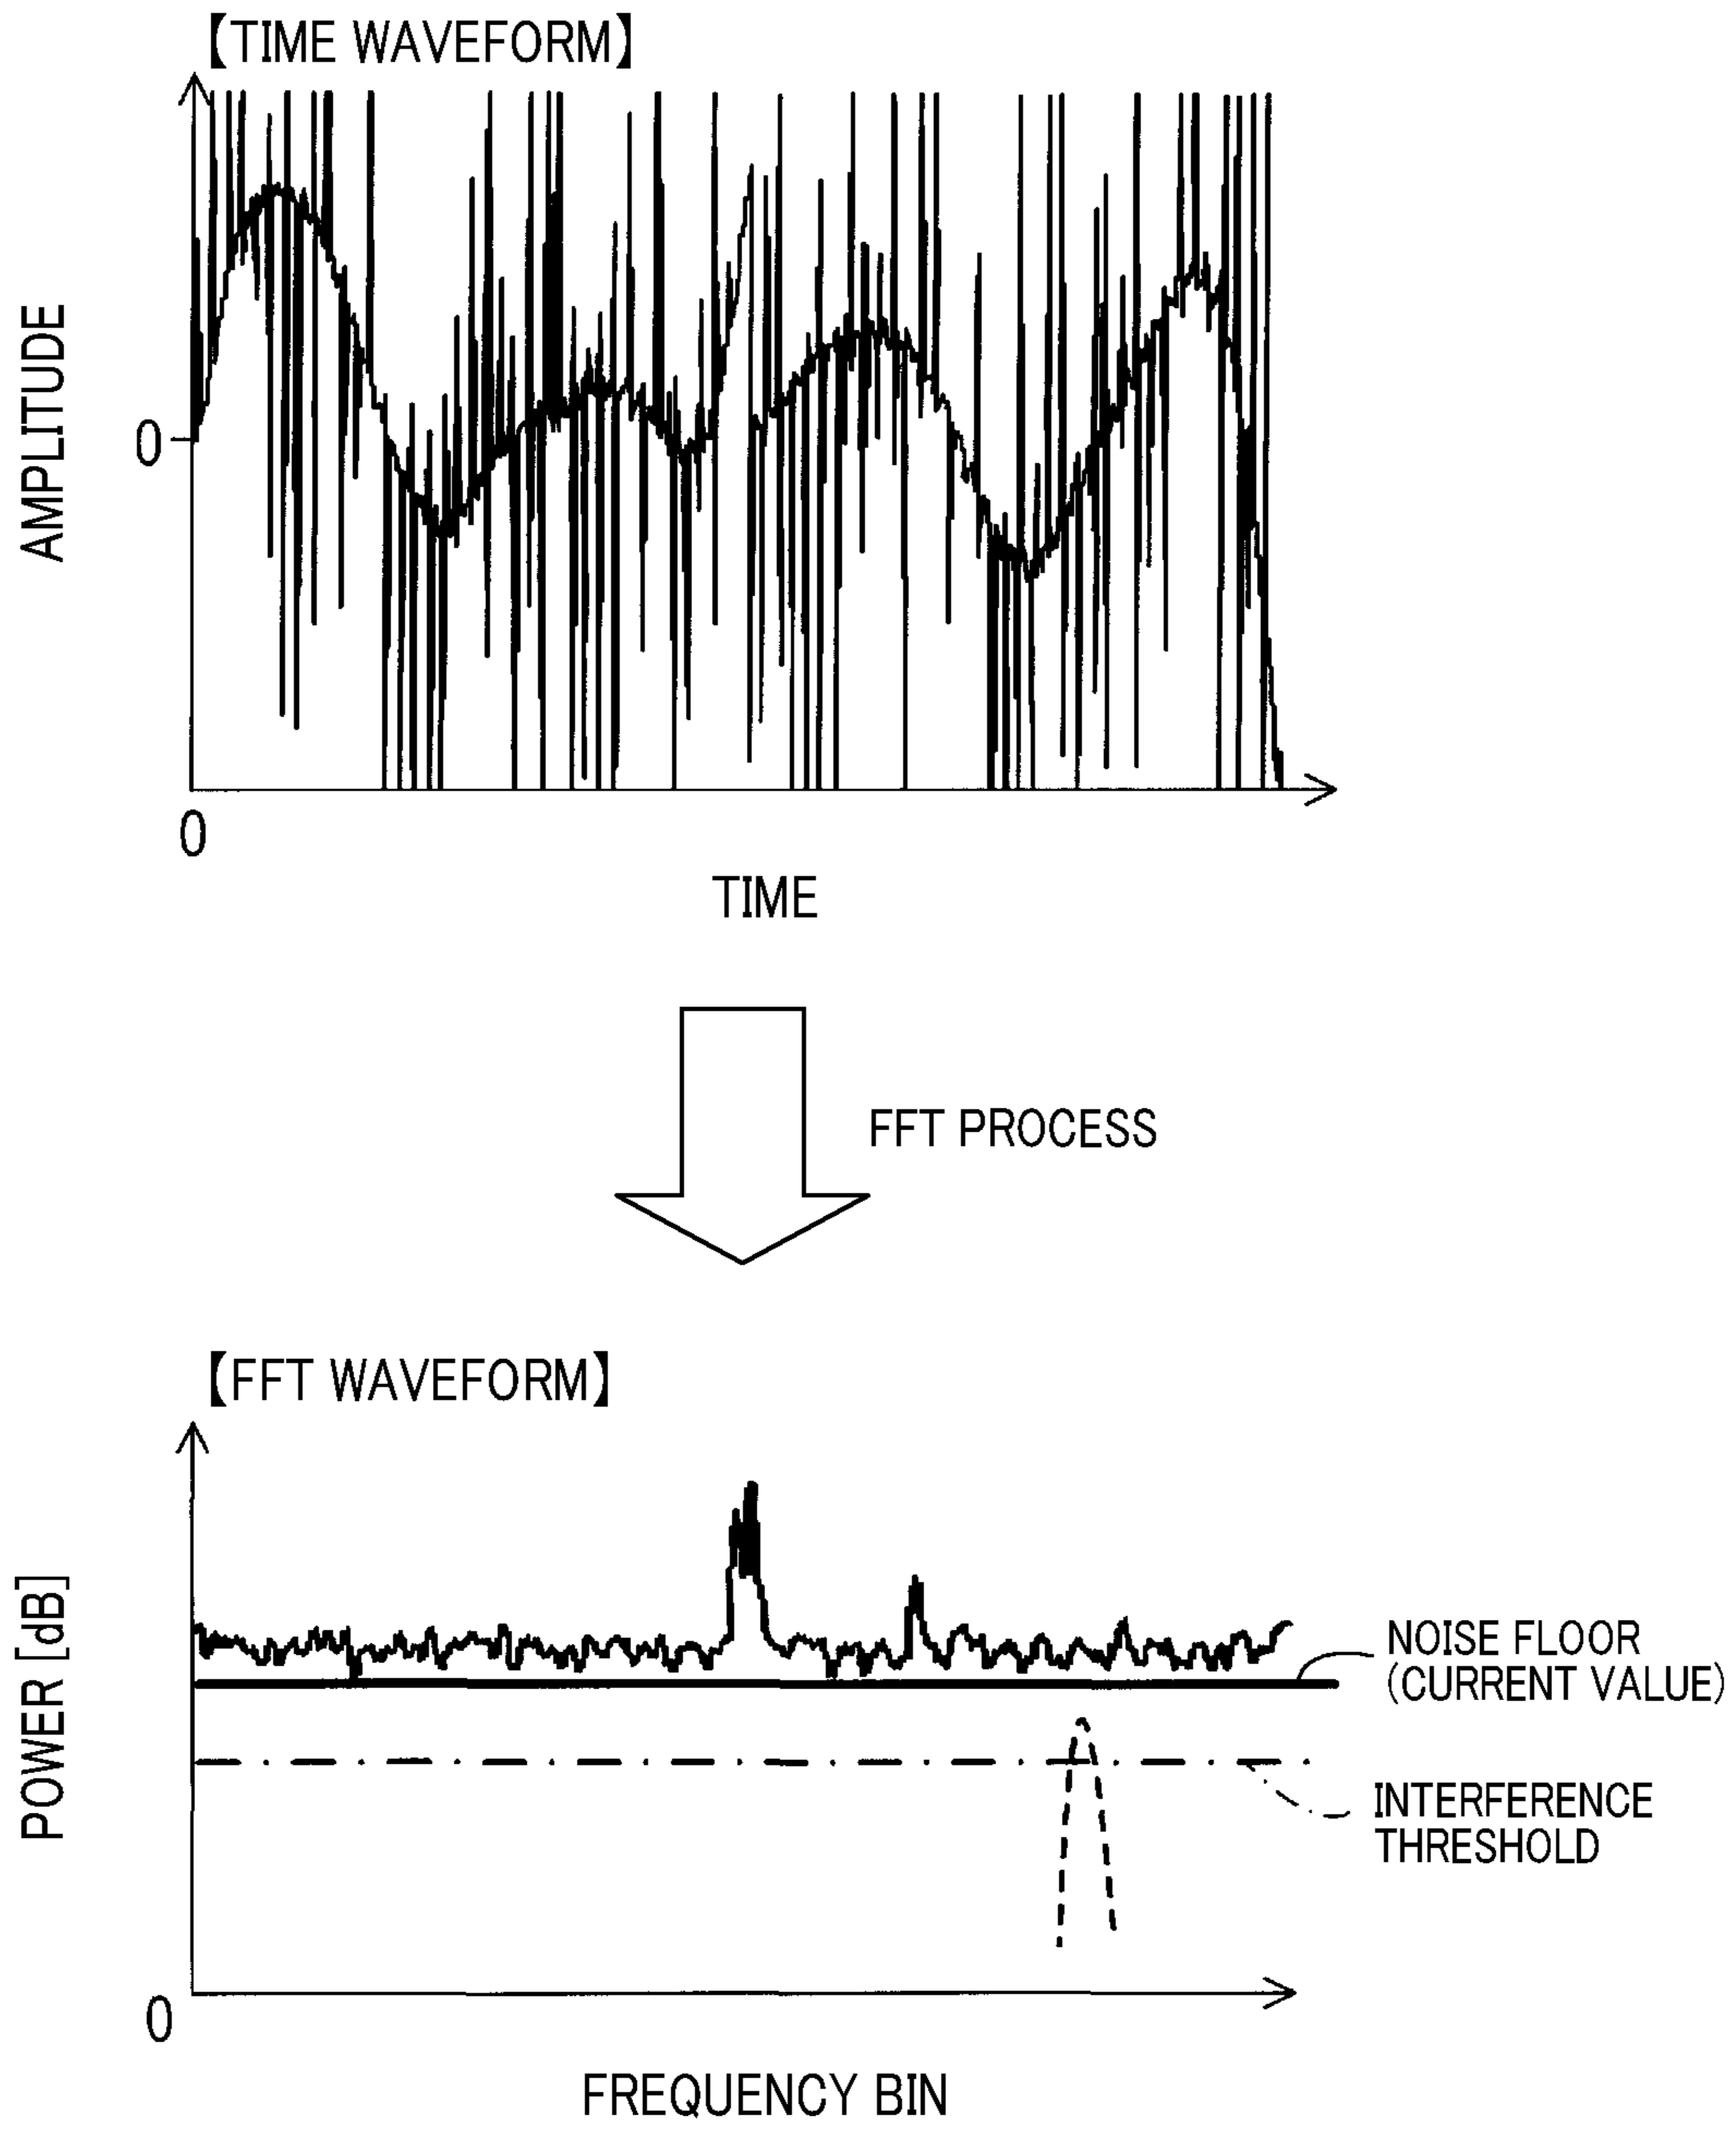 【TIME WAVEFORM】
AMPLITUDE
0
0
TIME
FFT PROCESS
【FFT WAVEFORM】
POWER [dB]
NOISE FLOOR
(CURRENT VALUE)
INTERFERENCE
THRESHOLD
0
FREQUENCY BIN